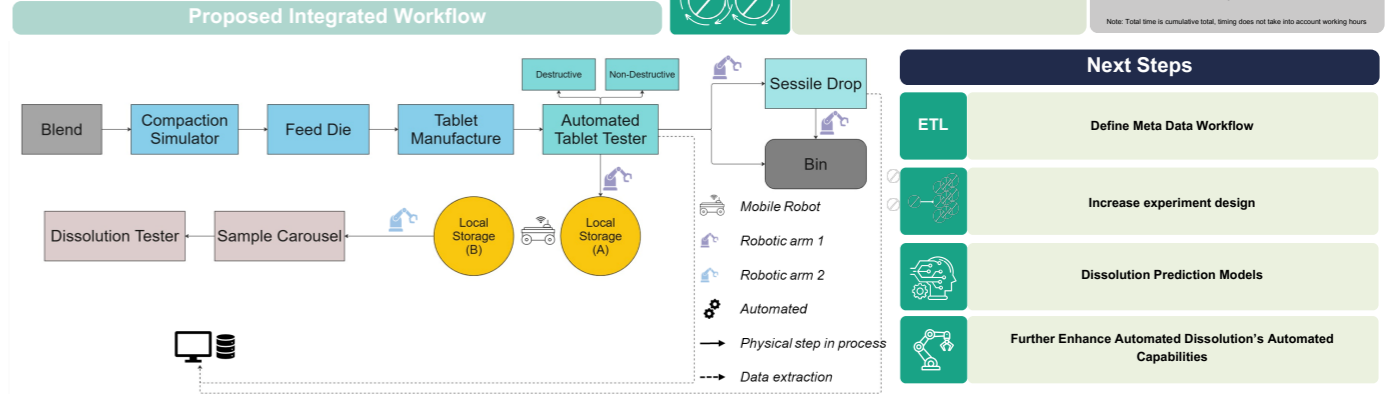 Proposed Integrated Workflow
Note: Total time is cumulative total, timing does not take into account working hours
Destructive
Non-Destructive
Blend
Compaction
Simulator
Feed Die
Tablet
Manufacture
Automated
Tablet Tester
Sessile Drop
Bin
Dissolution Tester
Sample Carousel
Local
Storage
(B)
Local
Storage
(A)
Mobile Robot
Robotic arm 1
Robotic arm 2
Automated
Physical step in process
Data extraction
Next Steps
ETL
Define Meta Data Workflow
Increase experiment design
Dissolution Prediction Models
Further Enhance Automated Dissolution’s Automated
Capabilities